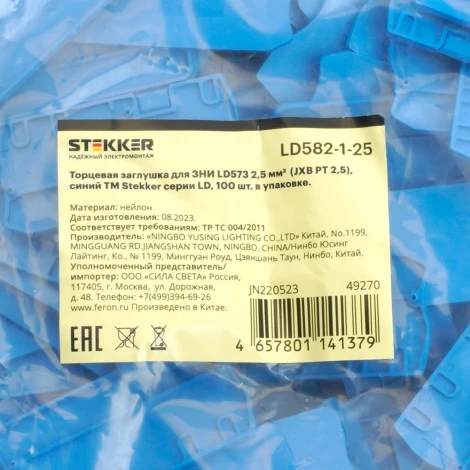 STEKKER
НАДЁЖНЫЙ ЭЛЕКТРОМОНТАЖ
LD582-1-25
Торцевая заглушка для ЗНИ LD573 2,5 мм² (JXB PT 2,5),
синий ТМ Stekker серии LD, 100 шт. в упаковке.
Материал: нейлон
Дата изготовления: 08.2023.
Соответствует требованиям: ТР ТС 004/2011
Производитель: «NINGBO YUSING LIGHTING CO.,LTD» Китай, No.1199,
MINGGUANG RD.JIANGSHAN TOWN, NINGBO, CHINA/Нинбо Юсинг
Лайтинг, Ко., № 1199, Мингуан Роуд, Цзяншань Таун, Нинбо, Китай.
Уполномоченный представитель/
импортер: ООО «СИЛА СВЕТА» Россия,
117405, г. Москва, ул. Дорожная,
д. 48. Телефон: +7(499)394-69-26
www.feron.ru Произведено в Китае.
JN220523 49270
EAC
4 657801 141379